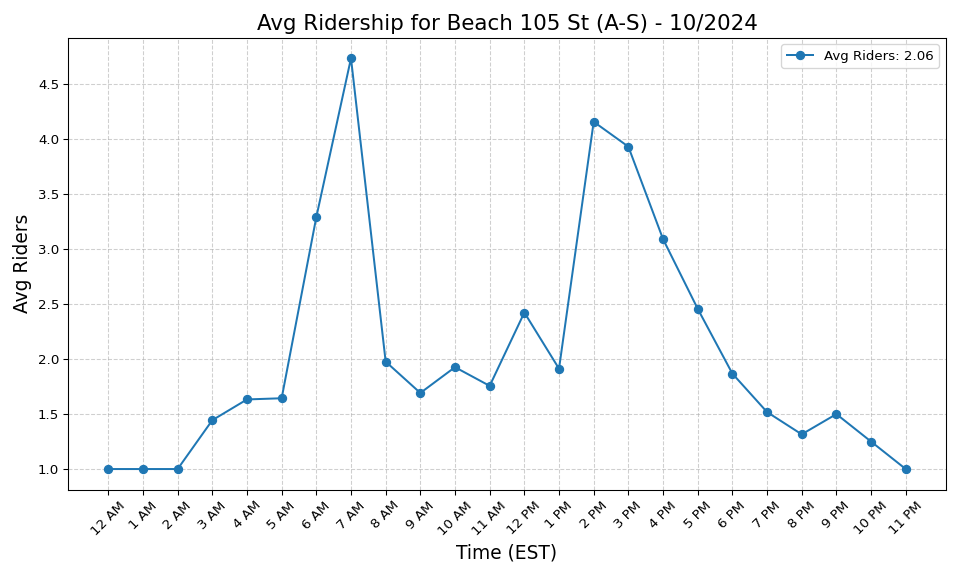 Avg Ridership for Beach 105 St (A-S) - 10/2024
Avg Riders: 2.06
Avg Riders
4.5
4.0
3.5
3.0
2.5
2.0
1.5
1.0
12 AM
1 AM
2 AM
3 AM
4 AM
5 AM
6 AM
7 AM
8 AM
9 AM
10 AM
11 AM
12 PM
1 PM
2 PM
3 PM
4 PM
5 PM
6 PM
7 PM
8 PM
9 PM
10 PM
11 PM
Time (EST)